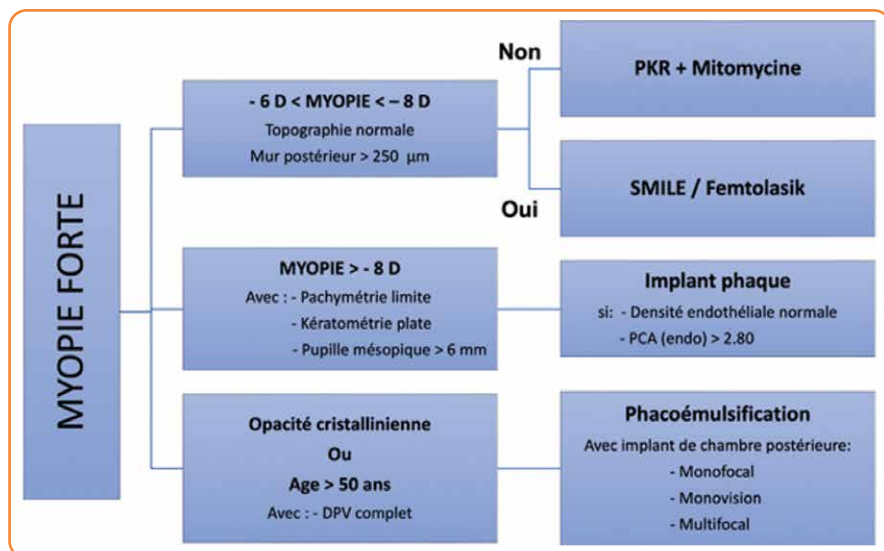 MYOPIE FORTE
- 6 D < MYOPIE < – 8 D
Topographie normale
Mur postérieur > 250 µm
Non
PKR + Mitomycine
Oui
SMILE / Femtolasik
MYOPIE > - 8 D
Avec : - Pachymétrie limite
- Kératométrie plate
- Pupille mésopique > 6 mm
Implant phaque
si: - Densité endothéliale normale
- PCA (endo) > 2.80
Opacité cristallinienne
Ou
Age > 50 ans
Avec : - DPV complet
Phacoémulsification
Avec implant de chambre postérieure:
- Monofocal
- Monovision
- Multifocal